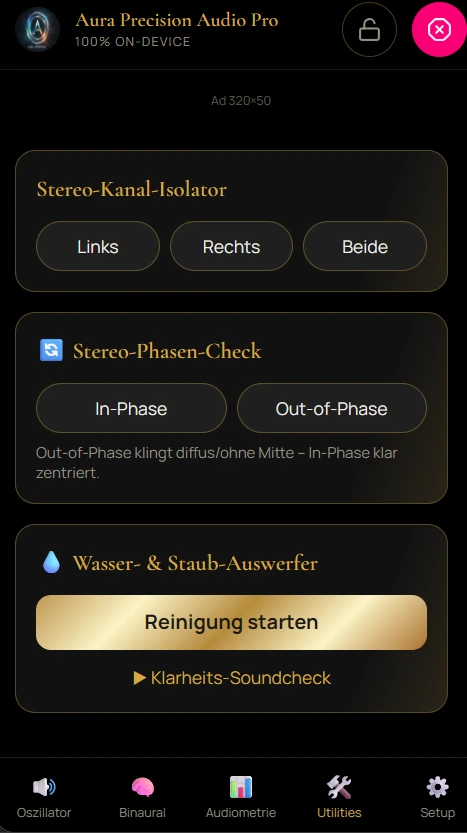 Aura Precision Audio Pro
100% ON-DEVICE
Ad 320×50
Stereo-Kanal-Isolator
Links
Rechts
Beide
Stereo-Phasen-Check
In-Phase
Out-of-Phase
Out-of-Phase klingt diffus/ohne Mitte – In-Phase klar
zentriert.
Wasser- & Staub-Auswerfer
Reinigung starten
▶ Klarheits-Soundcheck
Oszillator
Binaural
Audiometrie
Utilities
Setup